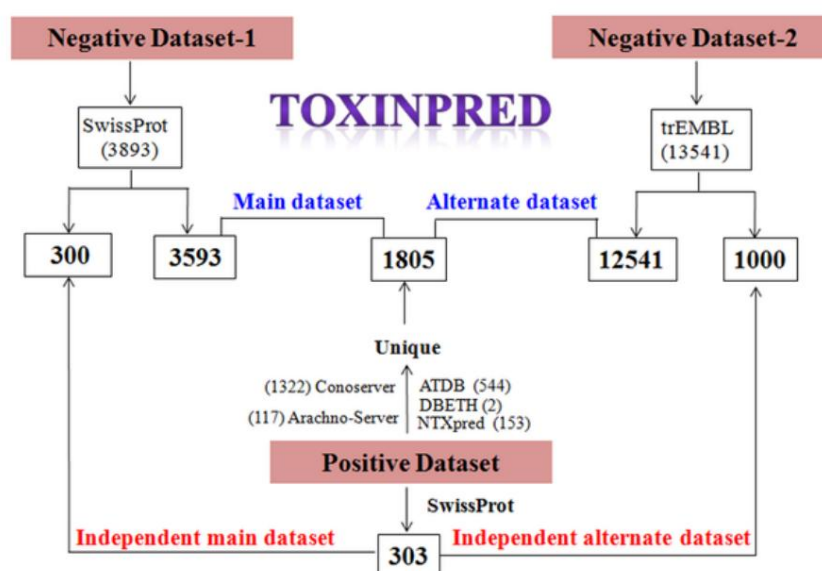 Negative Dataset-1
Negative Dataset-2
TOXINPRED
SwissProt
(3893)
trEMBL
(13541)
Main dataset
Alternate dataset
300
3593
1805
12541
1000
Unique
(1322) Conoserver
ATDB (544)
DBETH (2)
(117) Arachno-Server
NTXpred (153)
Positive Dataset
SwissProt
Independent main dataset
Independent alternate dataset
303